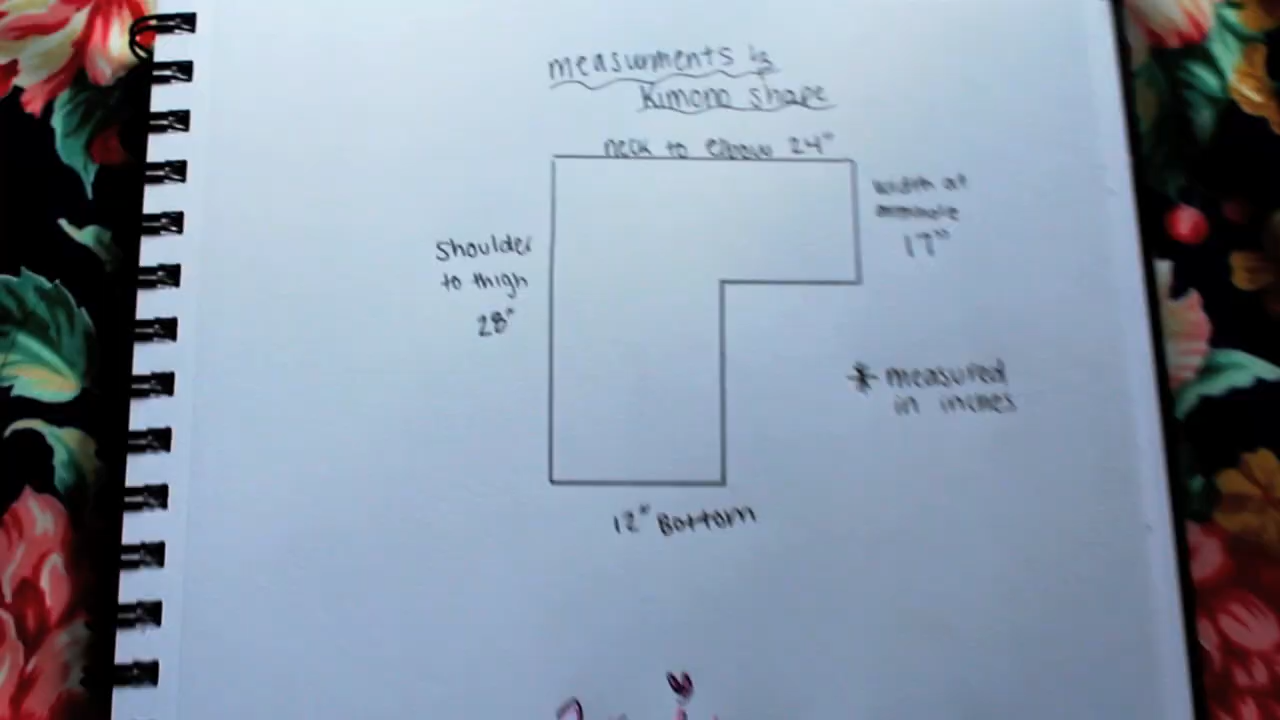 measurments &
Kimono shape
neck to elbow 24"
width at
armhole
17"
shoulder
to thigh
28"
* measured
in inches
12" Bottom